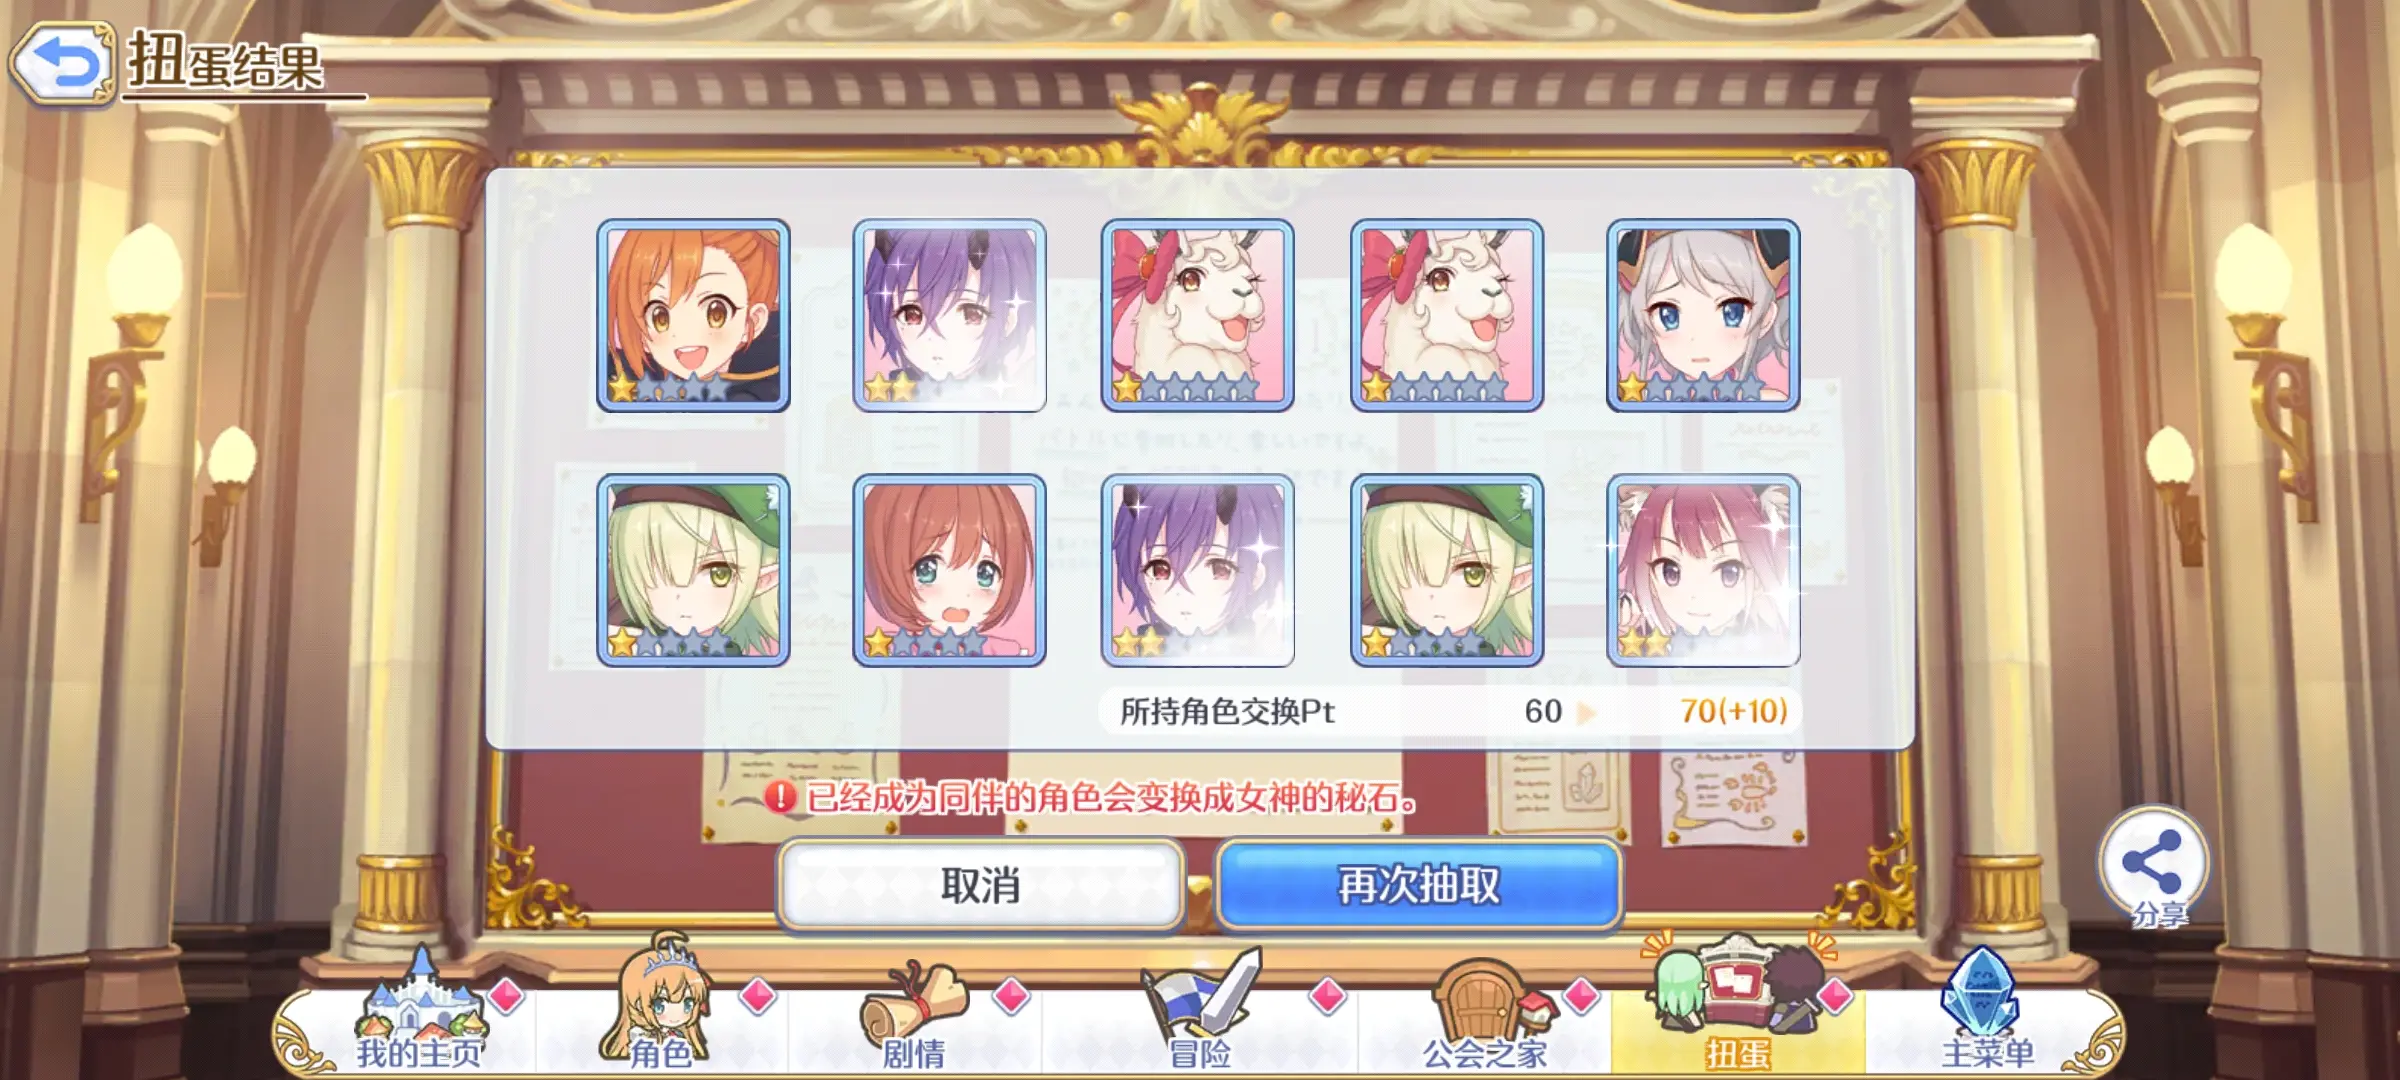 扭蛋结果
所持角色交换Pt 60 70(+10)
已经成为同伴的角色会变换成女神的秘石。
取消
再次抽取
分享
我的主页
角色
剧情
冒险
公会之家
扭蛋
主菜单